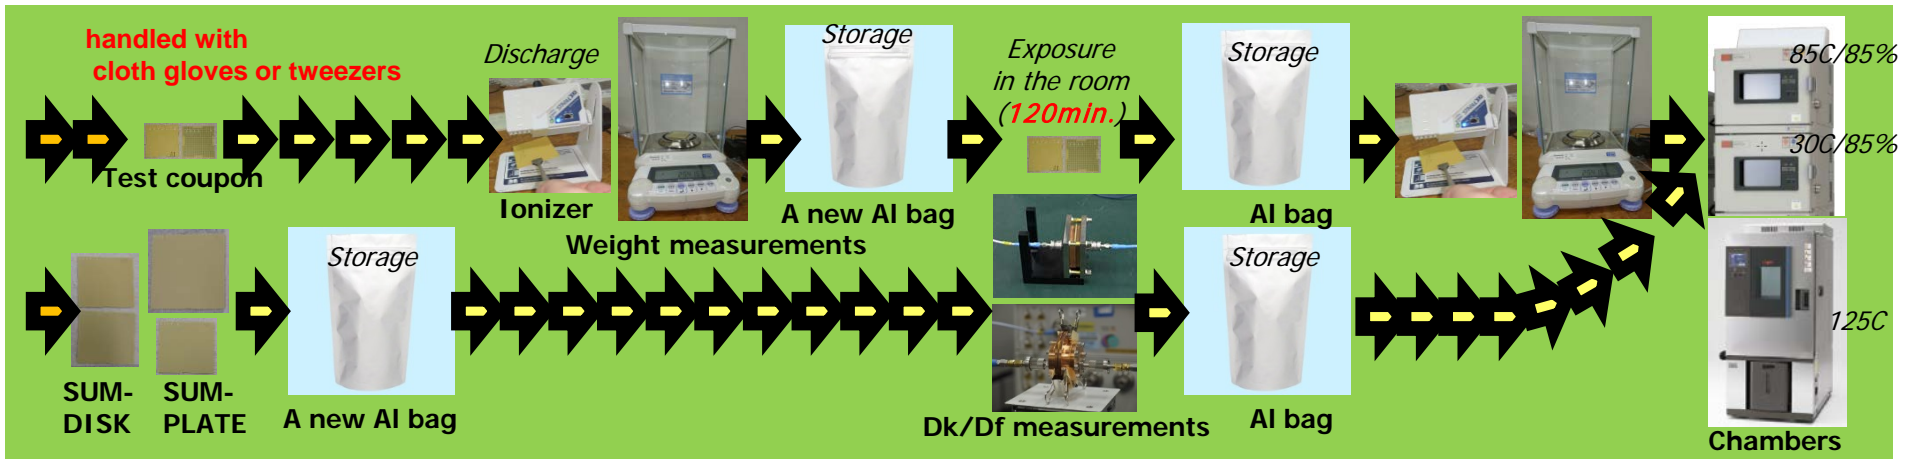 handled with
cloth gloves or tweezers
Test coupon
Discharge
Ionizer
Weight measurements
Storage
A new Al bag
Exposure
in the room
(120min.)
Storage
Al bag
85C/85%
30C/85%
SUM-
DISK
SUM-
PLATE
Storage
A new Al bag
Dk/Df measurements
Storage
Al bag
125C
Chambers